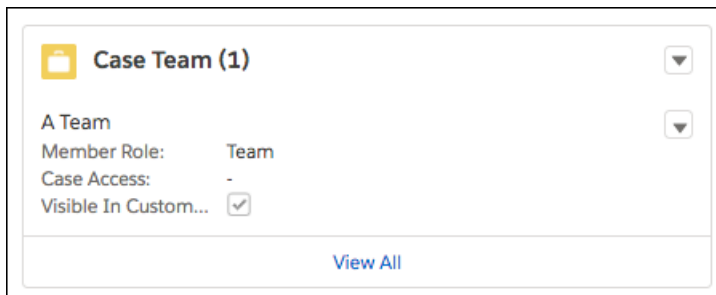 Case Team (1)
A Team
Member Role: Team
Case Access: -
Visible In Custom...
View All